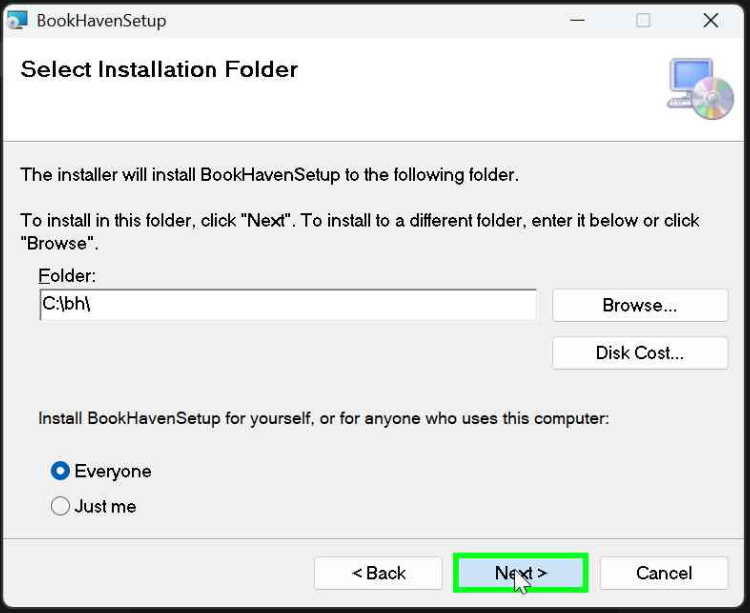 BookHavenSetup
Select Installation Folder
The installer will install BookHavenSetup to the following folder.
To install in this folder, click "Next". To install to a different folder, enter it below or click
"Browse".
Folder:
C:\bh\
Browse...
Disk Cost...
Install BookHavenSetup for yourself, or for anyone who uses this computer:
Everyone
Just me
< Back
Next >
Cancel